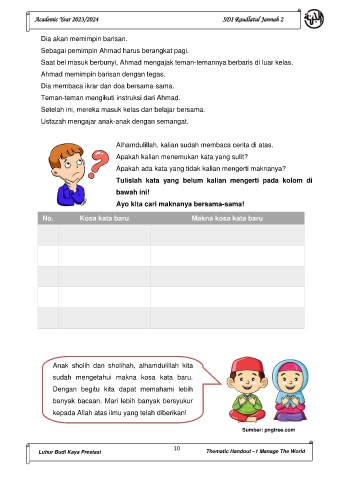 Academic Year 2023/2024
SDI Raudlatul Jannah 2
Dia akan memimpin barisan.
Sebagai pemimpin Ahmad harus berangkat pagi.
Saat bel masuk berbunyi, Ahmad mengajak teman-temannya berbaris di luar kelas.
Ahmad memimpin barisan dengan tegas.
Dia membaca ikrar dan doa bersama-sama.
Teman-teman mengikuti instruksi dari Ahmad.
Setelah ini, mereka masuk kelas dan belajar bersama.
Ustazah mengajar anak-anak dengan semangat.
Alhamdulillah, kalian sudah membaca cerita di atas.
Apakah kalian menemukan kata yang sulit?
Apakah ada kata yang tidak kalian mengerti maknanya?
Tulislah kata yang belum kalian mengerti pada kolom di
bawah ini!
Ayo kita cari maknanya bersama-sama!
No. Kosa kata baru Makna kosa kata baru
Anak sholih dan sholihah, alhamdulillah kita
sudah mengetahui makna kosa kata baru.
Dengan begitu kita dapat memahami lebih
banyak bacaan. Mari lebih banyak bersyukur
kepada Allah atas ilmu yang telah diberikan!
Sumber: pngtree.com
Luhur Budi Kaya Prestasi
10
Thematic Handout – 1 Manage The World